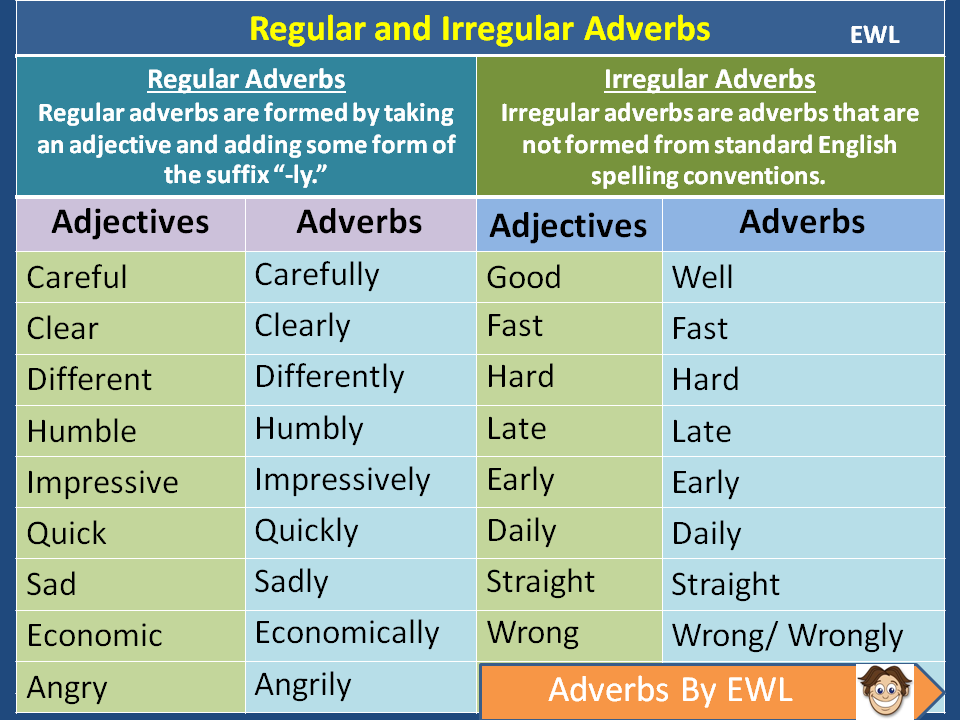 Regular and Irregular Adverbs EWL
Regular Adverbs
Regular adverbs are formed by taking
an adjective and adding some form of
the suffix “-ly.”
Irregular Adverbs
Irregular adverbs are adverbs that are
not formed from standard English
spelling conventions.
Adjectives Adverbs Adjectives Adverbs
Careful Carefully Good Well
Clear Clearly Fast Fast
Different Differently Hard Hard
Humble Humbly Late Late
Impressive Impressively Early Early
Quick Quickly Daily Daily
Sad Sadly Straight Straight
Economic Economically Wrong Wrong/ Wrongly
Angry Angrily
Adverbs By EWL